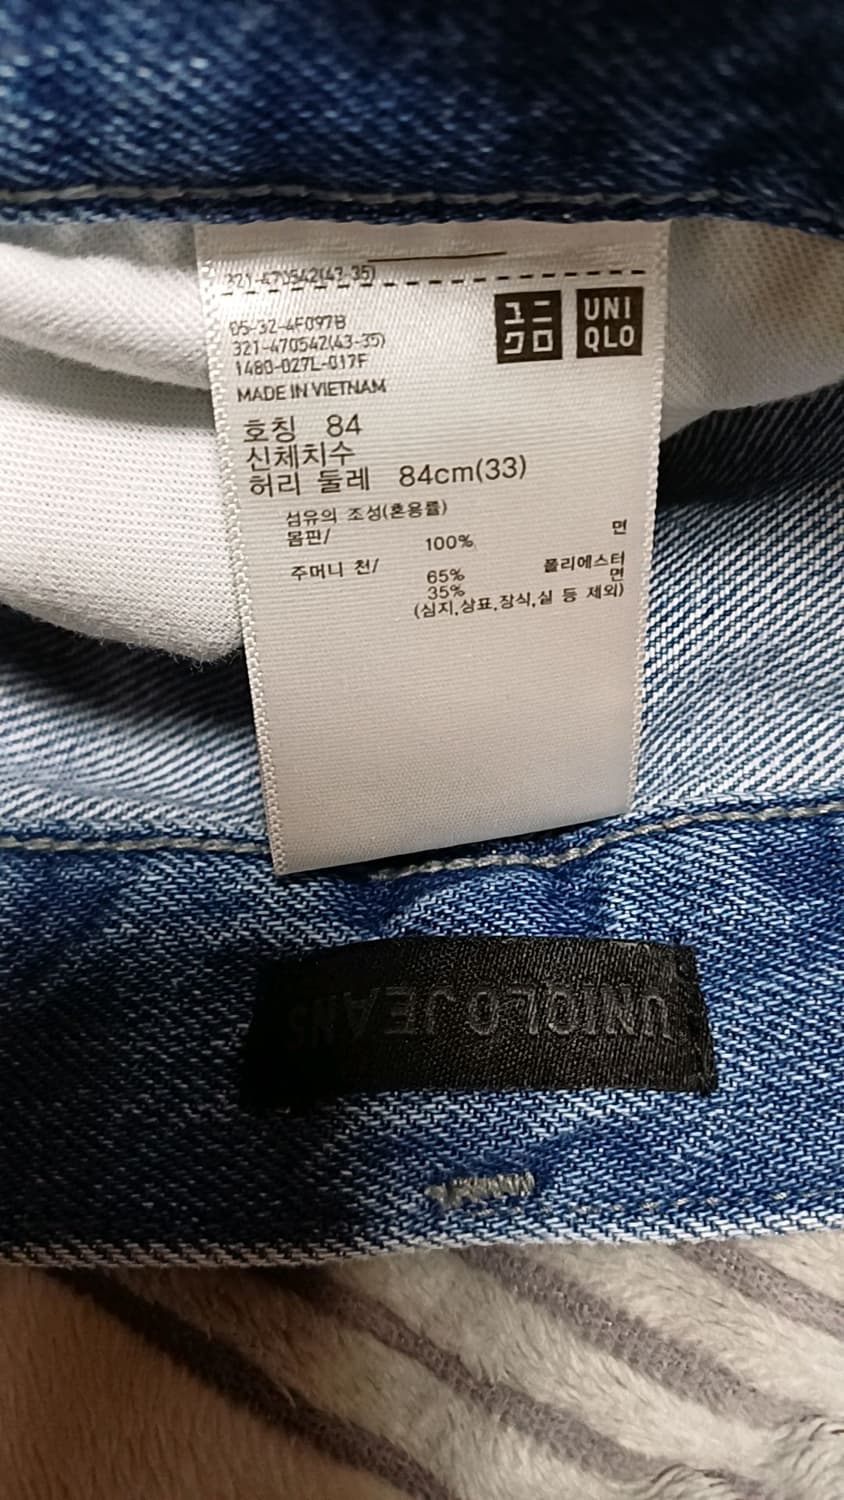 321-470542(43-35)
ユニ
クロ
UNI
QLO
05-32-4F097B
321-470542(43-35)
1480-027L-017F
MADE IN VIETNAM
호칭 84
신체치수
허리 둘레 84cm(33)
섬유의 조성(혼용률)
몸판/
100% 면
주머니 천/
65% 폴리에스터
35% 면
(심지,상표,장식,실 등 제외)
UNIQLO JEANS